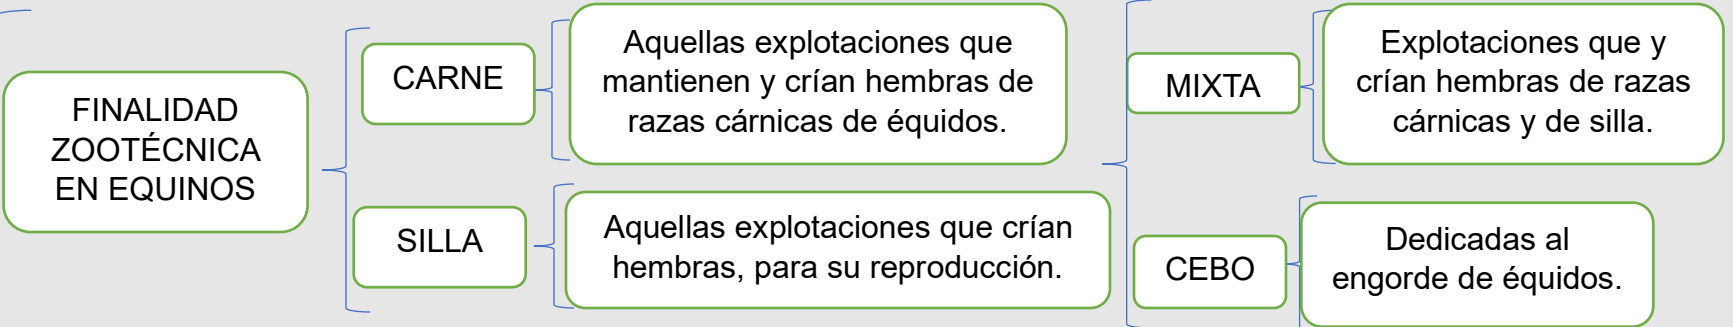 FINALIDAD
ZOOTÉCNICA
EN EQUINOS
CARNE
Aquellas explotaciones que
mantienen y crían hembras de
razas cárnicas de équidos.
SILLA
Aquellas explotaciones que crían
hembras, para su reproducción.
MIXTA
Explotaciones que y
crían hembras de razas
cárnicas y de silla.
CEBO
Dedicadas al
engorde de équidos.